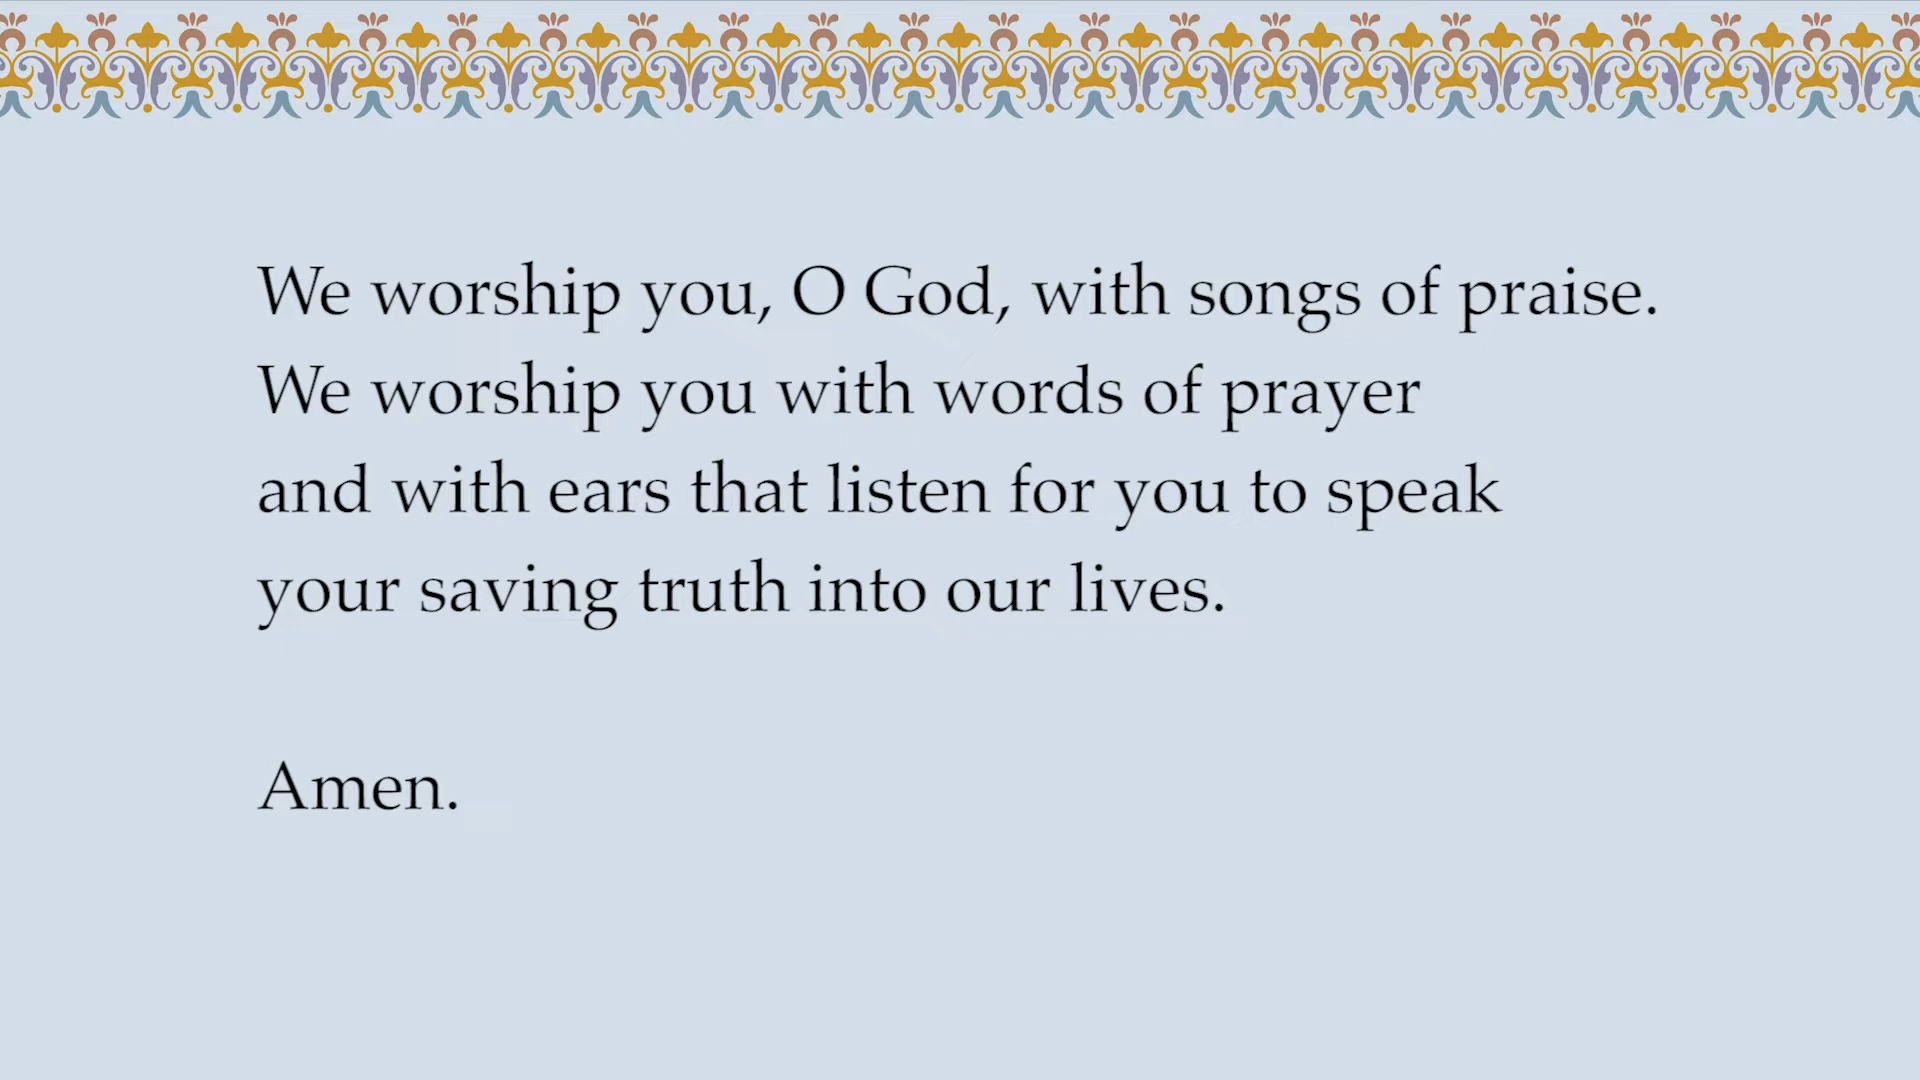 We worship you, O God, with songs of praise.
We worship you with words of prayer
and with ears that listen for you to speak
your saving truth into our lives.
Amen.